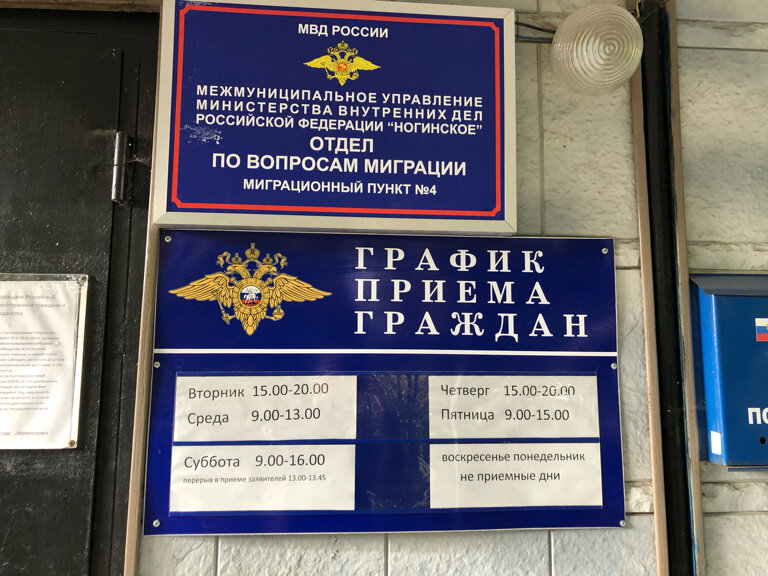 МВД РОССИИ
МЕЖМУНИЦИПАЛЬНОЕ УПРАВЛЕНИЕ
МИНИСТЕРСТВА ВНУТРЕННИХ ДЕЛ
РОССИЙСКОЙ ФЕДЕРАЦИИ "НОГИНСКОЕ"
ОТДЕЛ
ПО ВОПРОСАМ МИГРАЦИИ
МИГРАЦИОННЫЙ ПУНКТ №4
ГРАФИК
ПРИЕМА
ГРАЖДАН
Вторник 15.00-20.00
Среда 9.00-13.00
Четверг 15.00-20.00
Пятница 9.00-15.00
Суббота 9.00-16.00
перерыв в приеме заявителей 13.00-13.45
воскресенье понедельник
не приемные дни
«Ногинское»
ПО